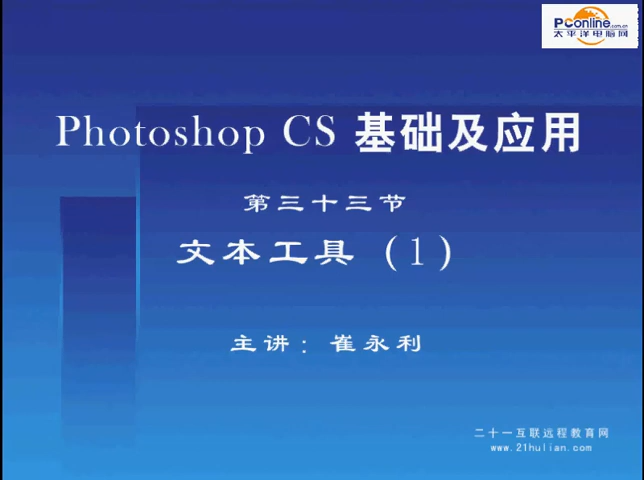 PConline.com.cn
太平洋电脑网
Photoshop CS 基础及应用
第三十三节
文本工具（1）
主讲：崔永利
二十一互联远程教育网
www.21hulian.com